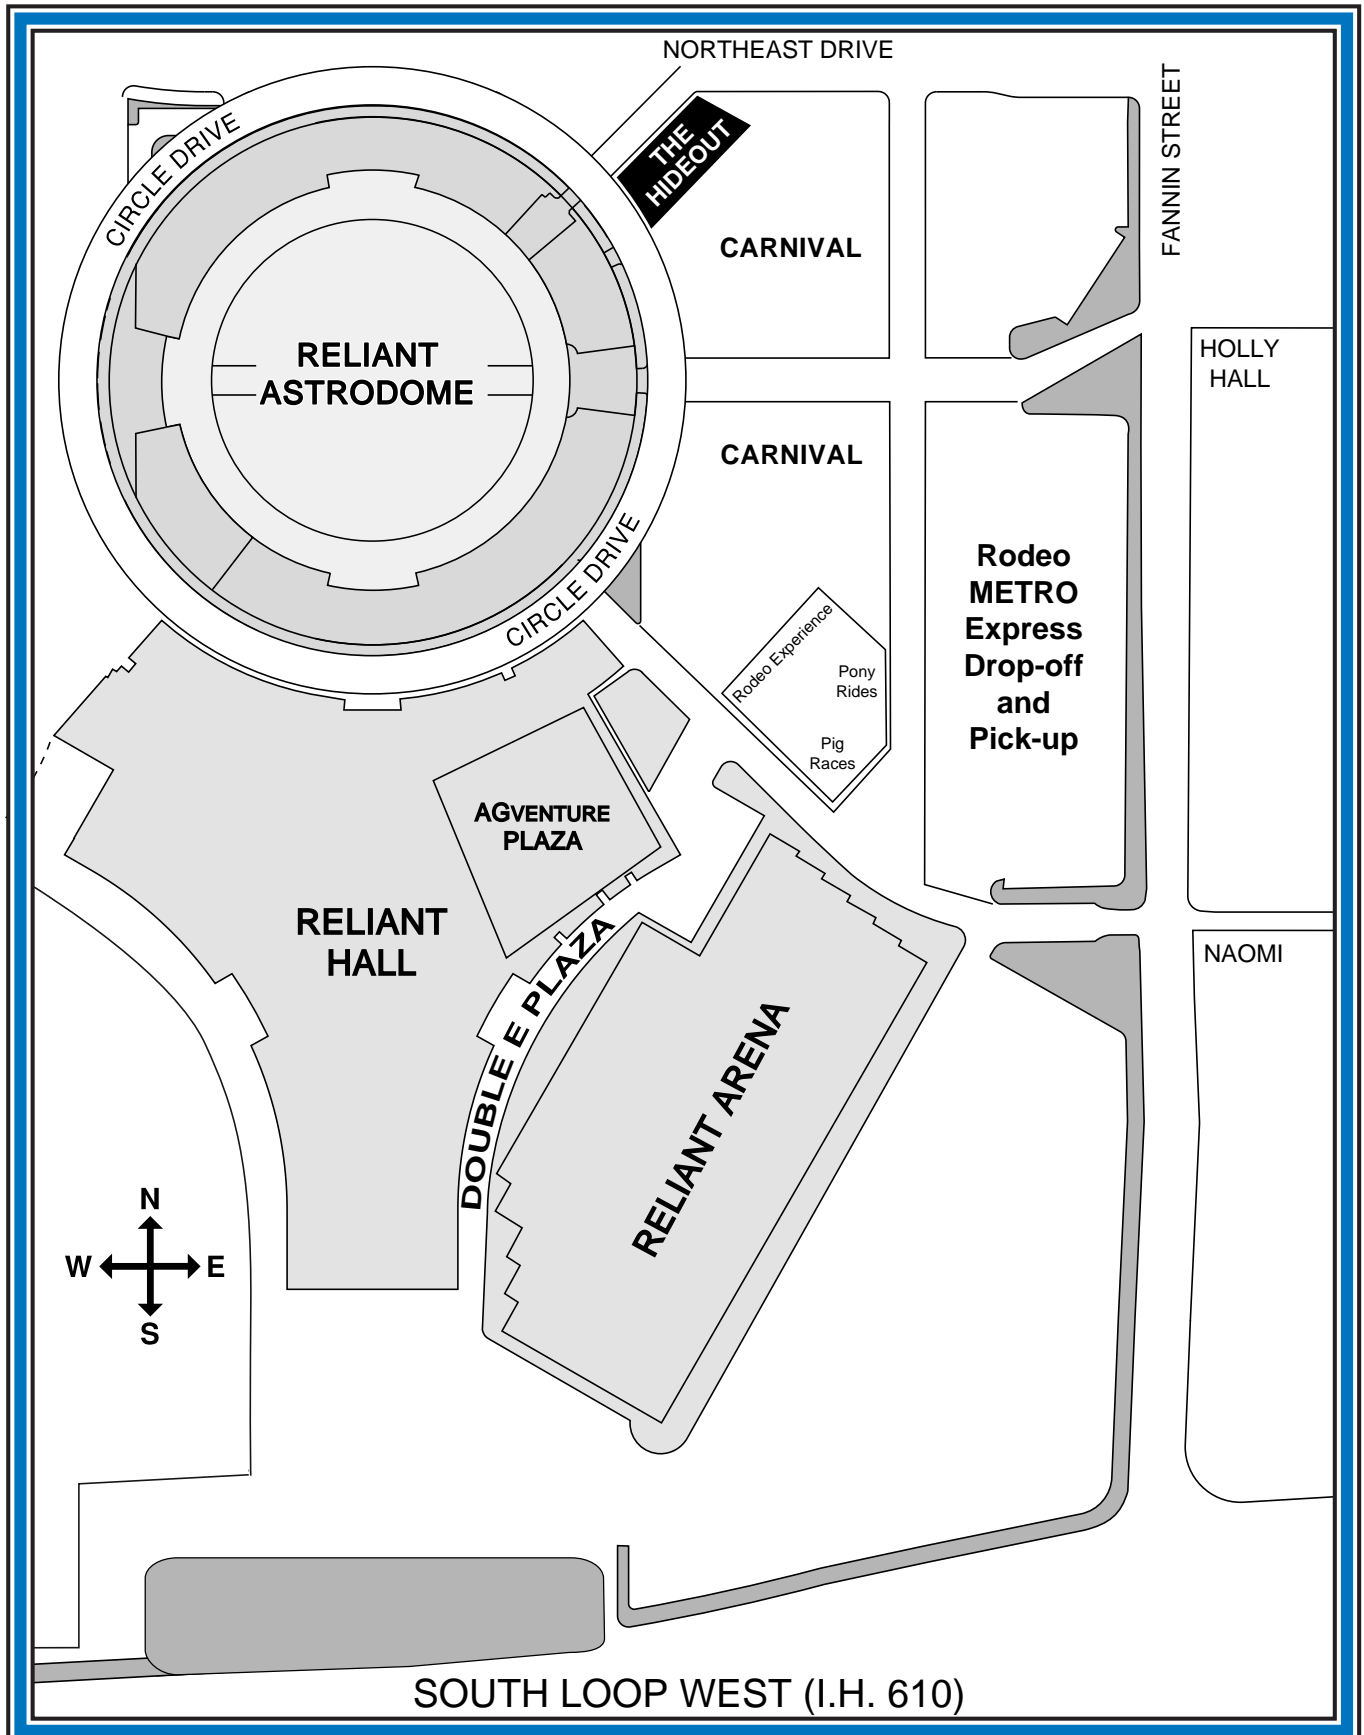 NORTHEAST DRIVE
FANNIN STREET
CIRCLE DRIVE
THE
HIDEOUT
CARNIVAL
RELIANT
ASTRODOME
HOLLY
HALL
CARNIVAL
CIRCLE DRIVE
Rodeo
METRO
Express
Drop-off
and
Pick-up
Rodeo Experience
Pony
Rides
Pig
Races
AGVENTURE
PLAZA
RELIANT
HALL
DOUBLE E PLAZA
NAOMI
RELIANT ARENA
N
W E
S
SOUTH LOOP WEST (I.H. 610)